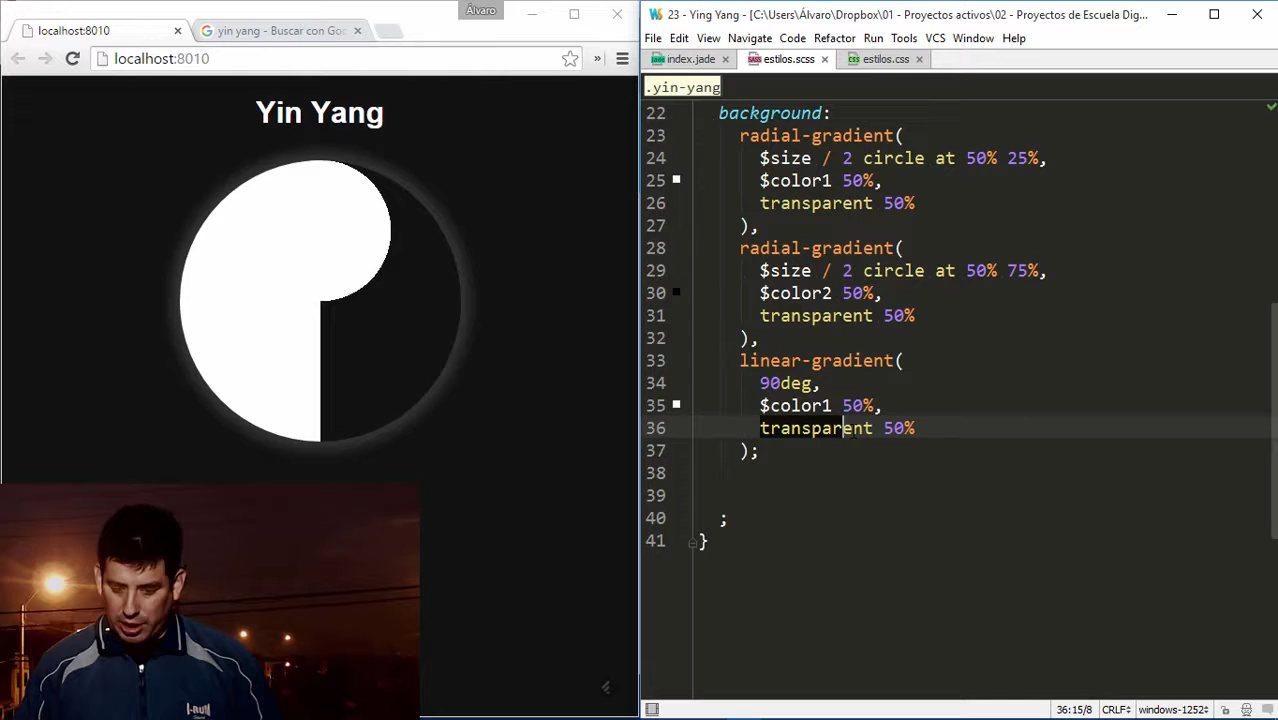 Álvaro
localhost:8010
yin yang - Buscar con Goo
localhost:8010
»
Yin Yang
23 - Ying Yang - [C:\Users\Álvaro\Dropbox\01 - Proyectos activos\02 - Proyectos de Escuela Dig...
File Edit View Navigate Code Refactor Run Tools VCS Window Help
index.jade
estilos.scss
estilos.css
.yin-yang
22 background:
23 radial-gradient(
24 $size / 2 circle at 50% 25%,
25 $color1 50%,
26 transparent 50%
27 ),
28 radial-gradient(
29 $size / 2 circle at 50% 75%,
30 $color2 50%,
31 transparent 50%
32 ),
33 linear-gradient(
34 90deg,
35 $color1 50%,
36 transparent 50%
37 );
38
39
40 ;
41 }
36:15/8 CRLF windows-1252